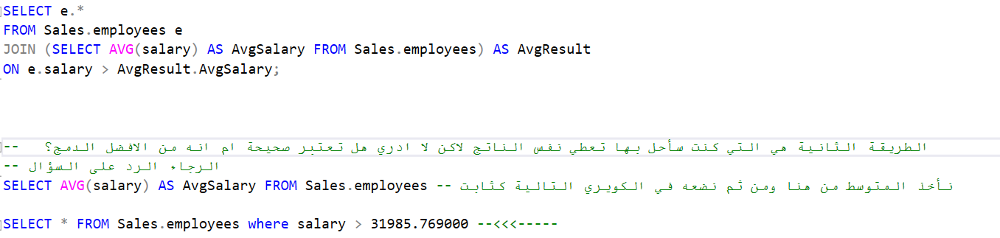 SELECT e.*
FROM Sales.employees e
JOIN (SELECT AVG(salary) AS AvgSalary FROM Sales.employees) AS AvgResult
ON e.salary > AvgResult.AvgSalary;
-- الطريقة الثانية هي التي كنت سأحل بها تعطي نفس الناتج لاكن لا ادري هل تعتبر صحيحة ام انه من الافضل الدمج؟
-- الرجاء الرد على السؤال
SELECT AVG(salary) AS AvgSalary FROM Sales.employees -- نأخذ المتوسط من هنا ومن ثم نضعه في الكويري التالية كثابت
SELECT * FROM Sales.employees where salary > 31985.769000 --<<<-----